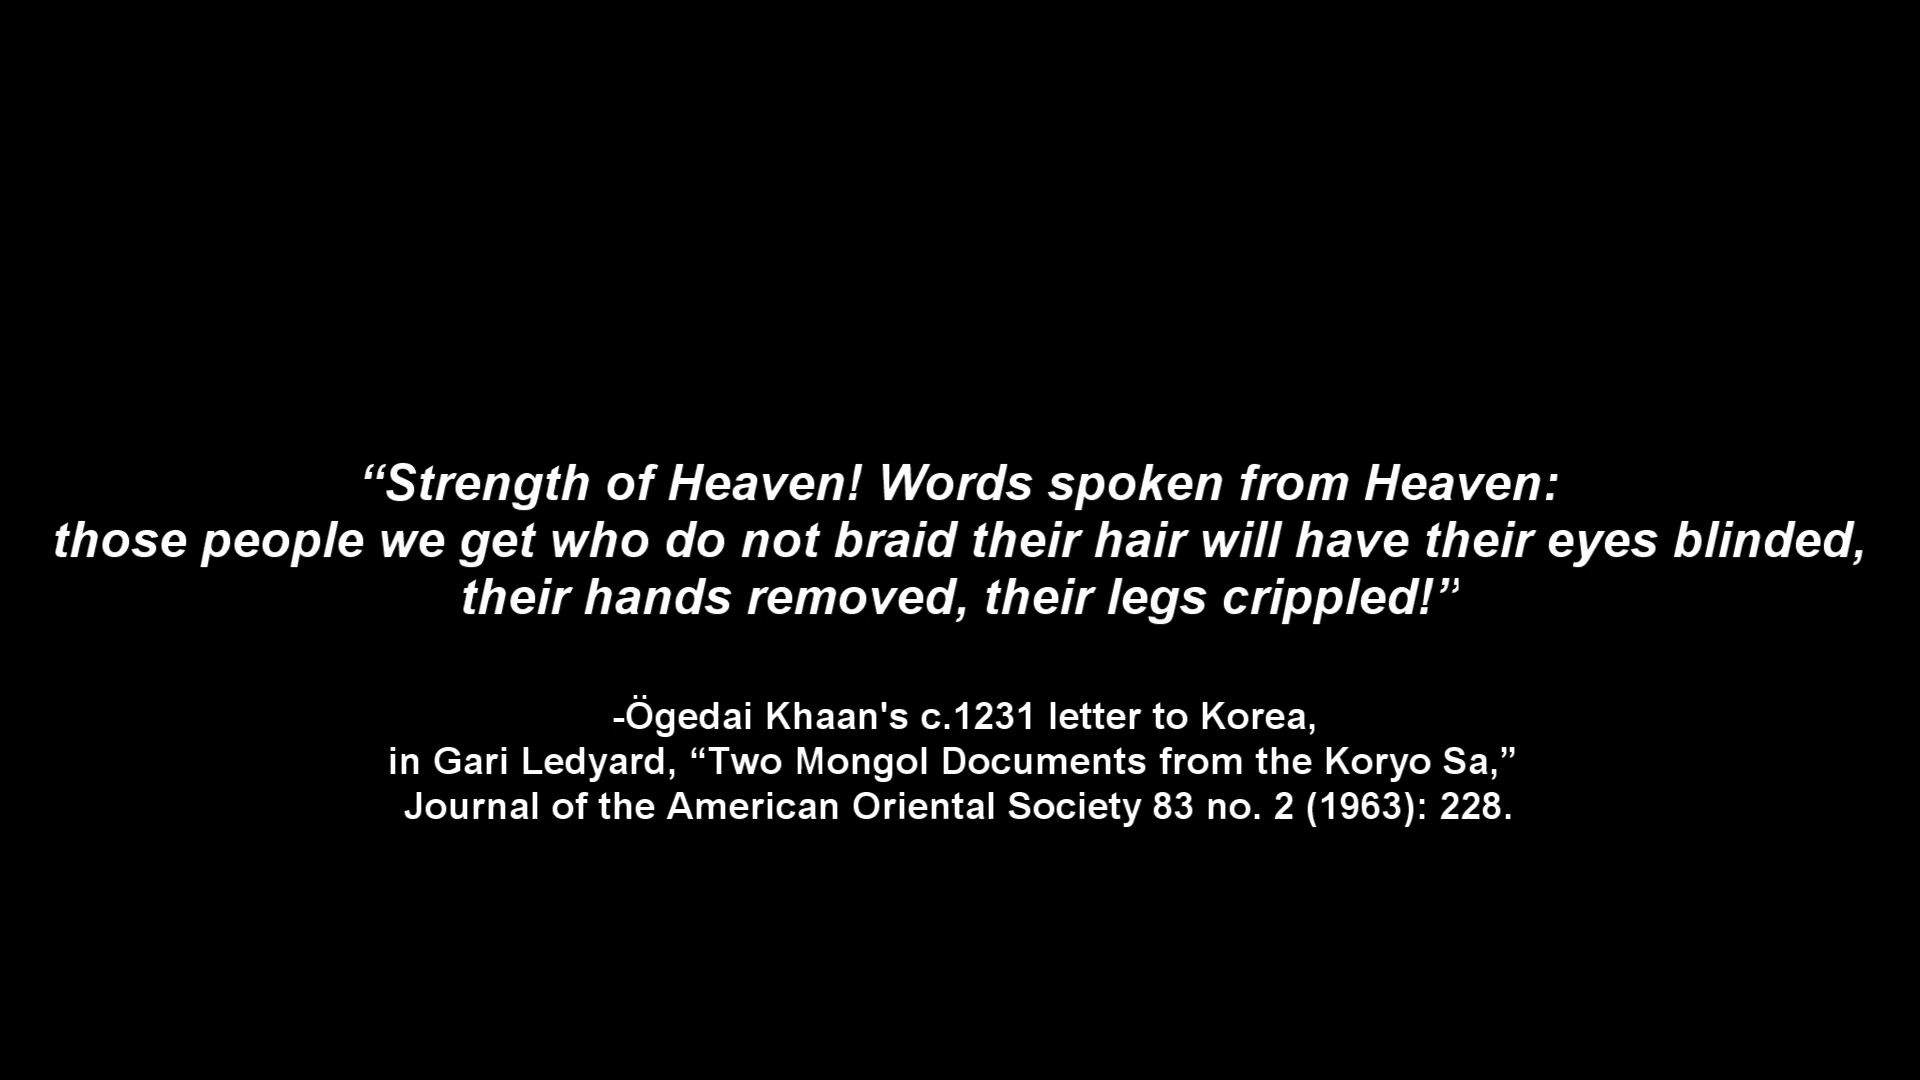 “Strength of Heaven! Words spoken from Heaven:
those people we get who do not braid their hair will have their eyes blinded,
their hands removed, their legs crippled!”
-Ögedai Khaan's c.1231 letter to Korea,
in Gari Ledyard, “Two Mongol Documents from the Koryo Sa,”
Journal of the American Oriental Society 83 no. 2 (1963): 228.